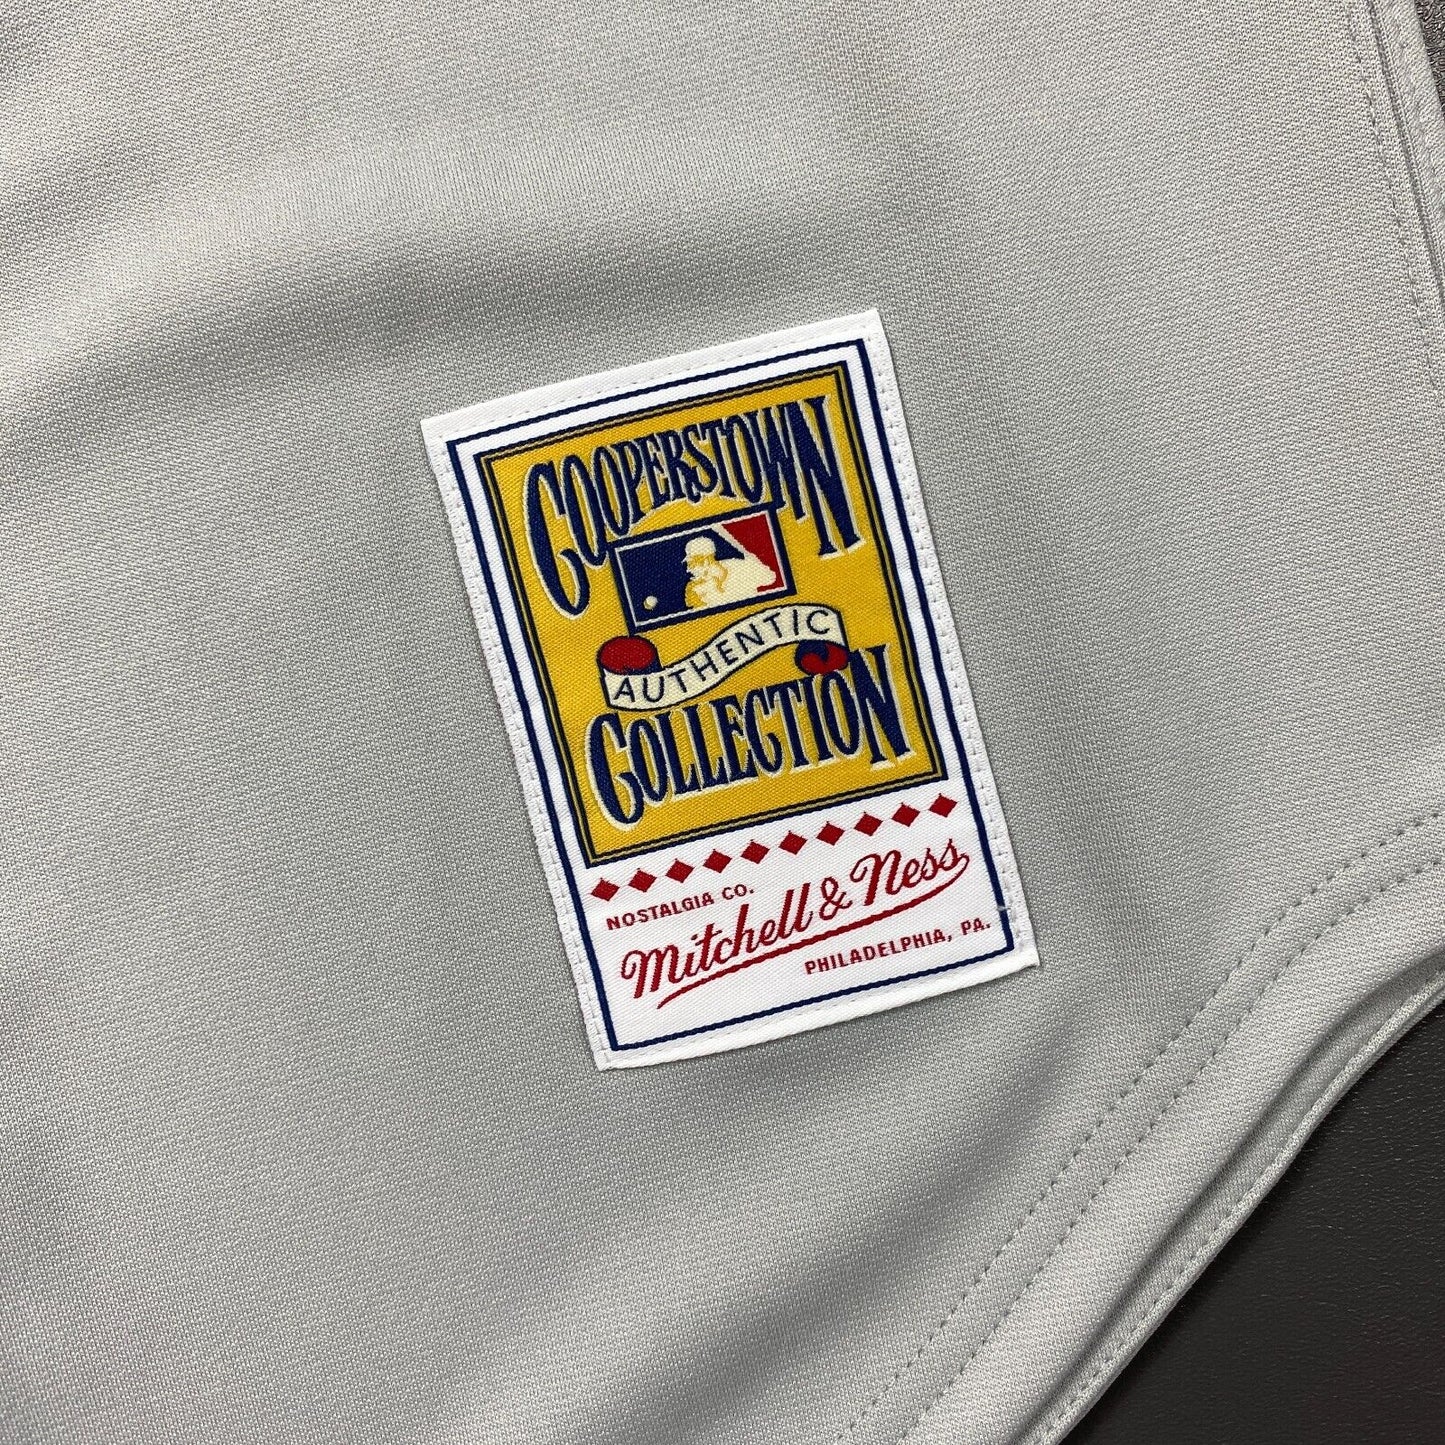 COOPERSTOWN
AUTHENTIC
COLLECTION
NOSTALGIA CO.
Mitchell & Ness
PHILADELPHIA, PA.